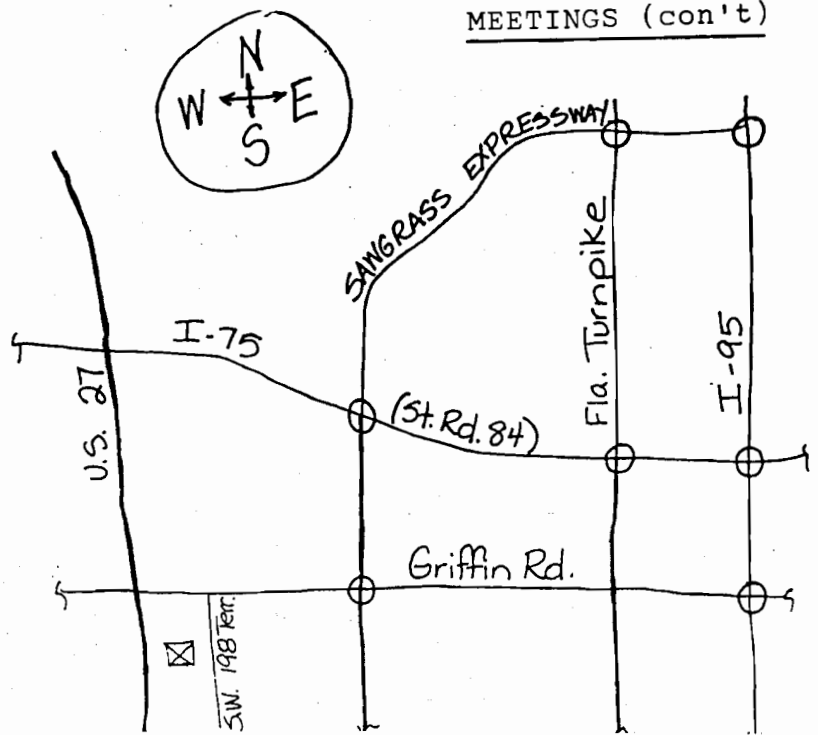 MEETINGS (con't)
N
W E
S
SAWGRASS EXPRESSWAY
I-75
U.S. 27
(St. Rd. 84)
Fla. Turnpike
I-95
Griffin Rd.
S.W. 198 Terr.